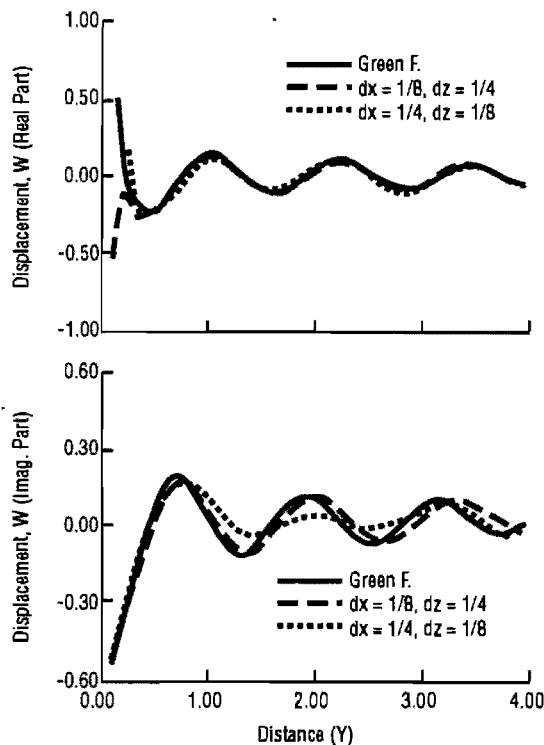 1.00
0.50
0.00
-0.50
-1.00
Displacement, W (Real Part)
Green F.
dx = 1/8, dz = 1/4
dx = 1/4, dz = 1/8
0.60
0.30
0.00
-0.30
-0.60
Displacement, W (Imag. Part)
Green F.
dx = 1/8, dz = 1/4
dx = 1/4, dz = 1/8
0.00 1.00 2.00 3.00 4.00
Distance (Y)